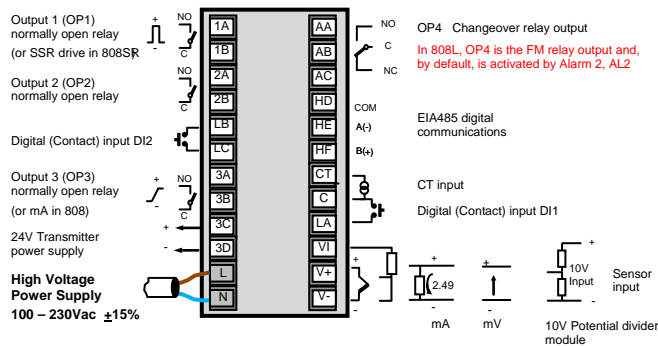 Output 1 (OP1)
normally open relay
(or SSR drive in 808SR
+
-
NO
C
Output 2 (OP2)
normally open relay
NO
C
Digital (Contact) input DI2
Output 3 (OP3)
normally open relay
(or mA in 808)
+
-
NO
C
24V Transmitter
power supply
+
-
High Voltage
Power Supply
100 – 230Vac ±15%
1A
1B
2A
2B
LB
LC
3A
3B
3C
3D
L
N
AA
AB
AC
HD
HE
HF
CT
C
LA
VI
V+
V-
NO
C
NC
OP4 Changeover relay output
In 808L, OP4 is the FM relay output and,
by default, is activated by Alarm 2, AL2
COM
A(-)
B(+)
EIA485 digital
communications
CT input
Digital (Contact) input DI1
+
-
+
2.49
-
mA
+
-
mV
+
10V
Input
-
Sensor
input
10V Potential divider
module